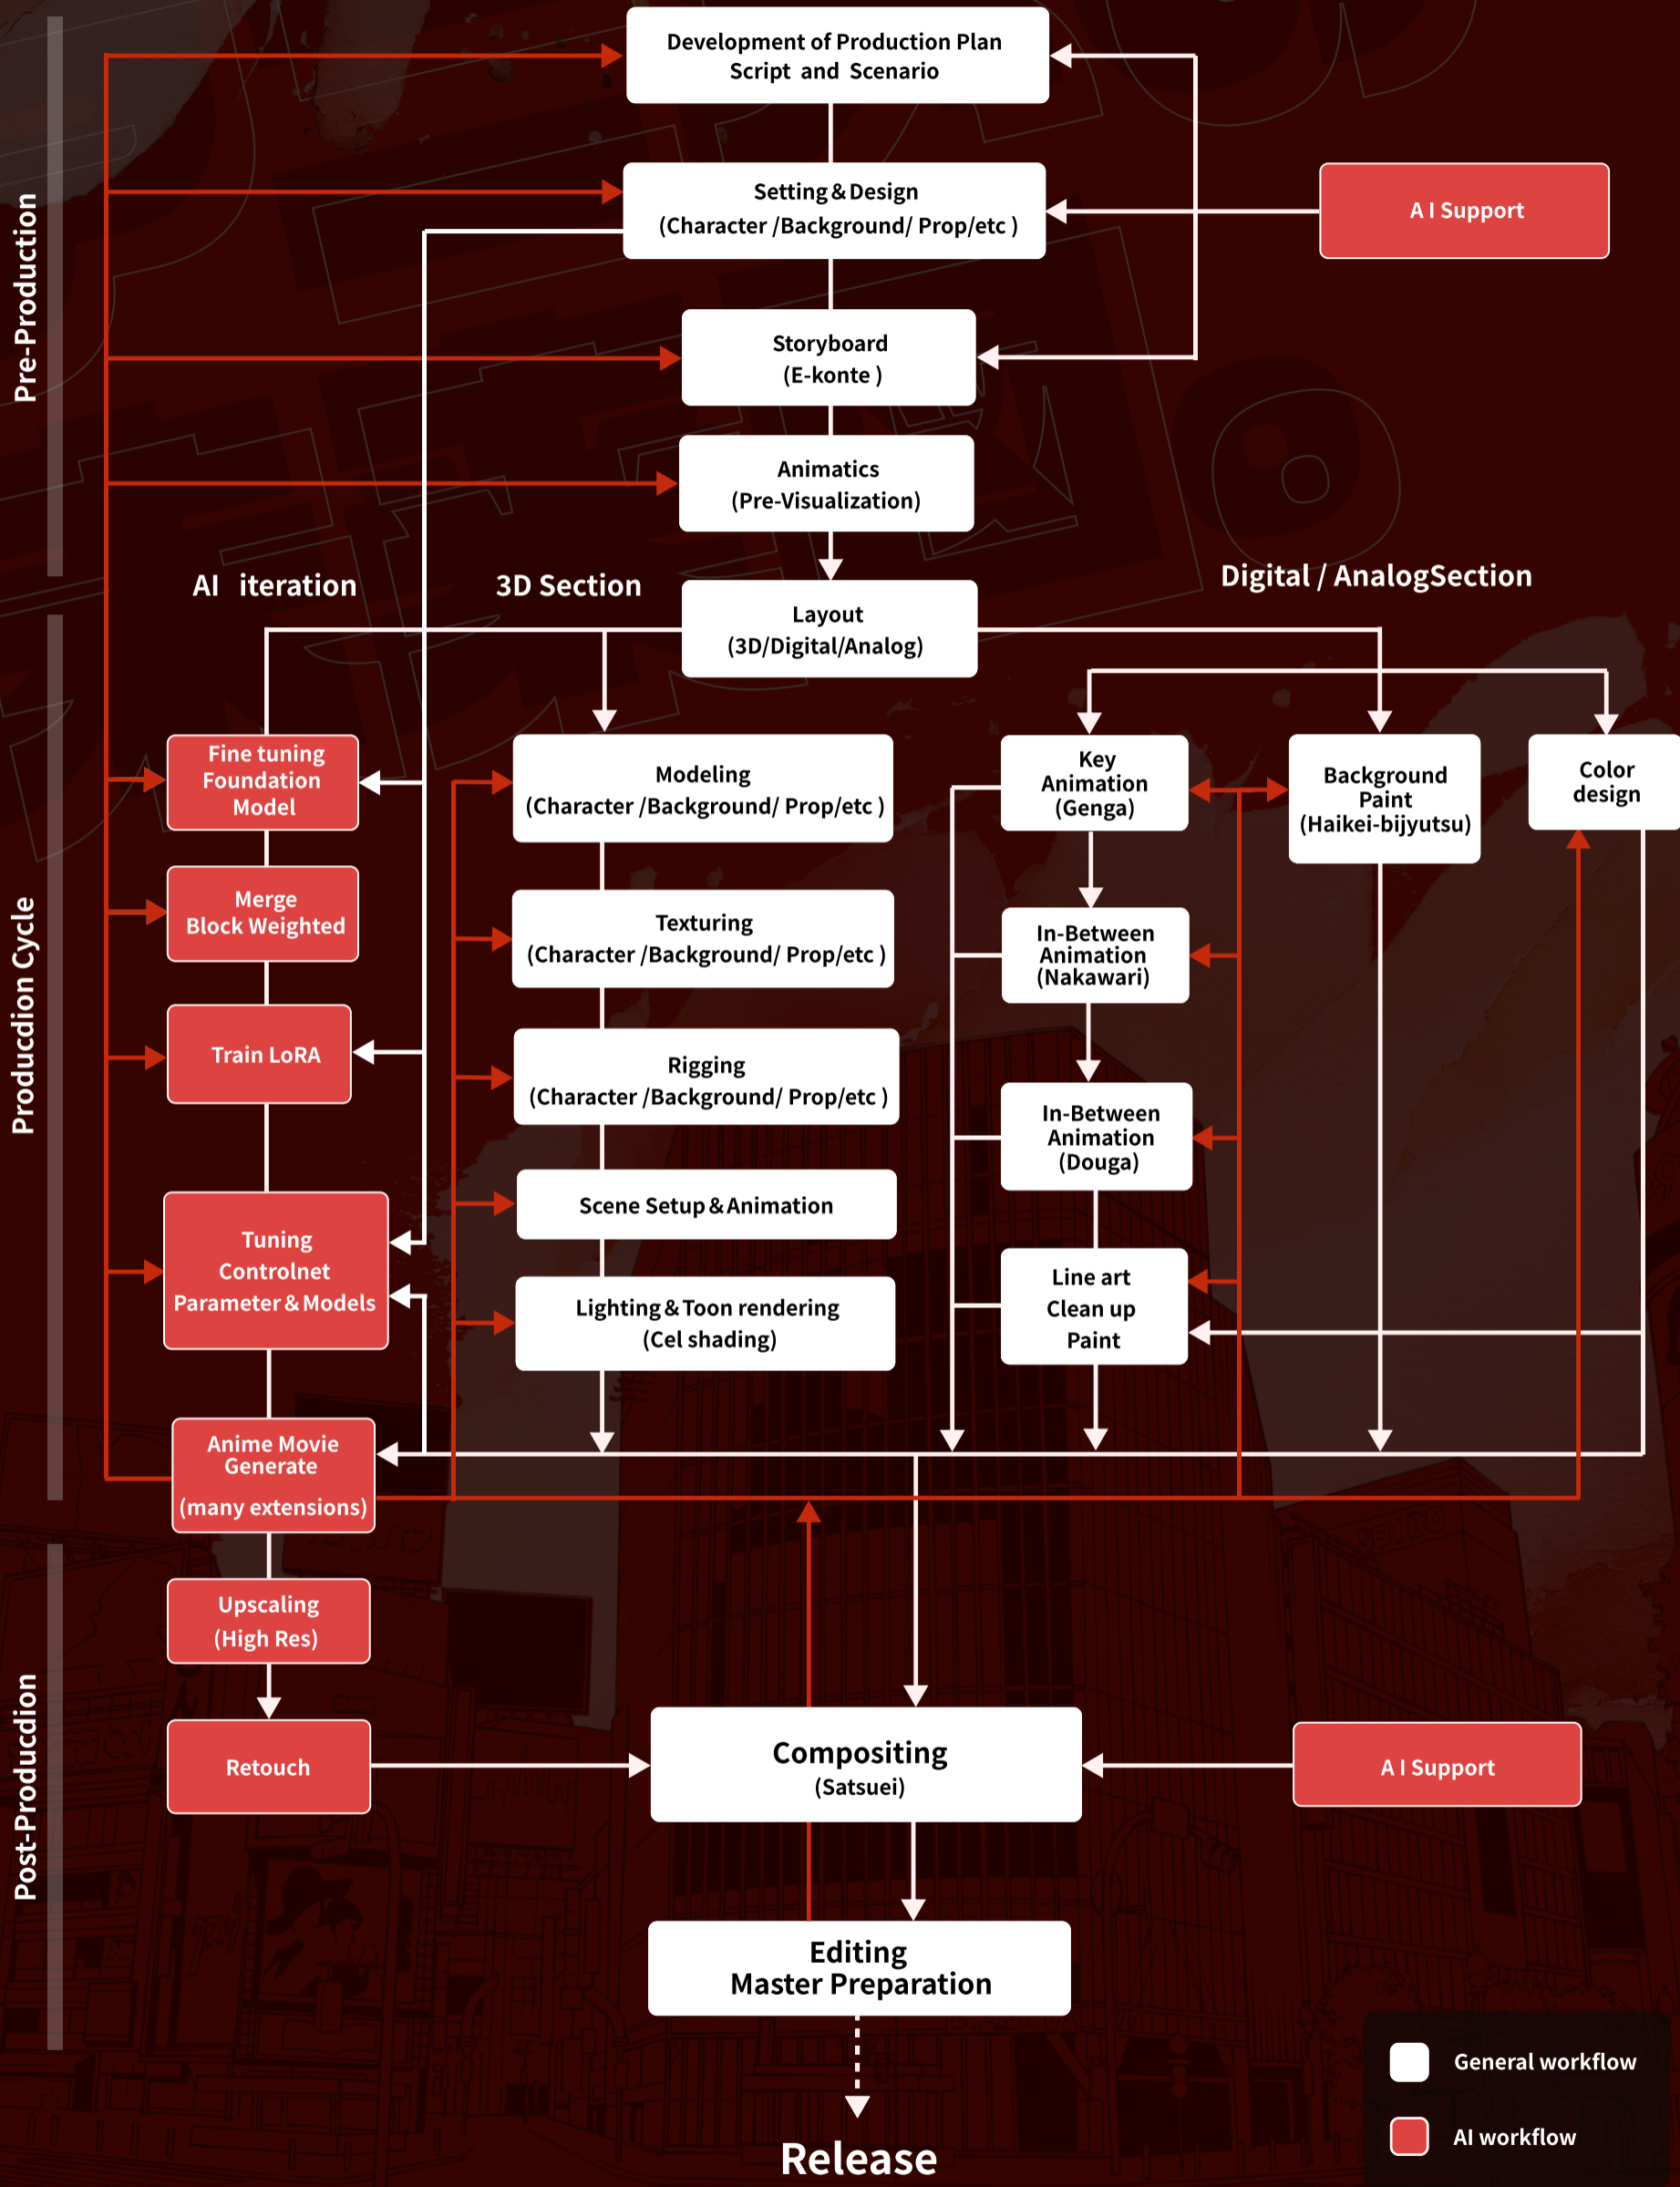 Development of Production Plan
Script and Scenario
Setting & Design
(Character /Background/ Prop/etc )
A I Support
Pre-Production
Storyboard
(E-konte )
Animatics
(Pre-Visualization)
AI iteration
3D Section
Digital / AnalogSection
Layout
(3D/Digital/Analog)
Producdion Cycle
Fine tuning
Foundation
Model
Merge
Block Weighted
Train LoRA
Tuning
Controlnet
Parameter & Models
Anime Movie
Generate
(many extensions)
Modeling
(Character /Background/ Prop/etc )
Texturing
(Character /Background/ Prop/etc )
Rigging
(Character /Background/ Prop/etc )
Scene Setup & Animation
Lighting & Toon rendering
(Cel shading)
Key
Animation
(Genga)
In-Between
Animation
(Nakawari)
In-Between
Animation
(Douga)
Line art
Clean up
Paint
Background
Paint
(Haikei-bijyutsu)
Color
design
Post-Producdion
Upscaling
(High Res)
Retouch
Compositing
(Satsuei)
A I Support
Editing
Master Preparation
Release
General workflow
AI workflow